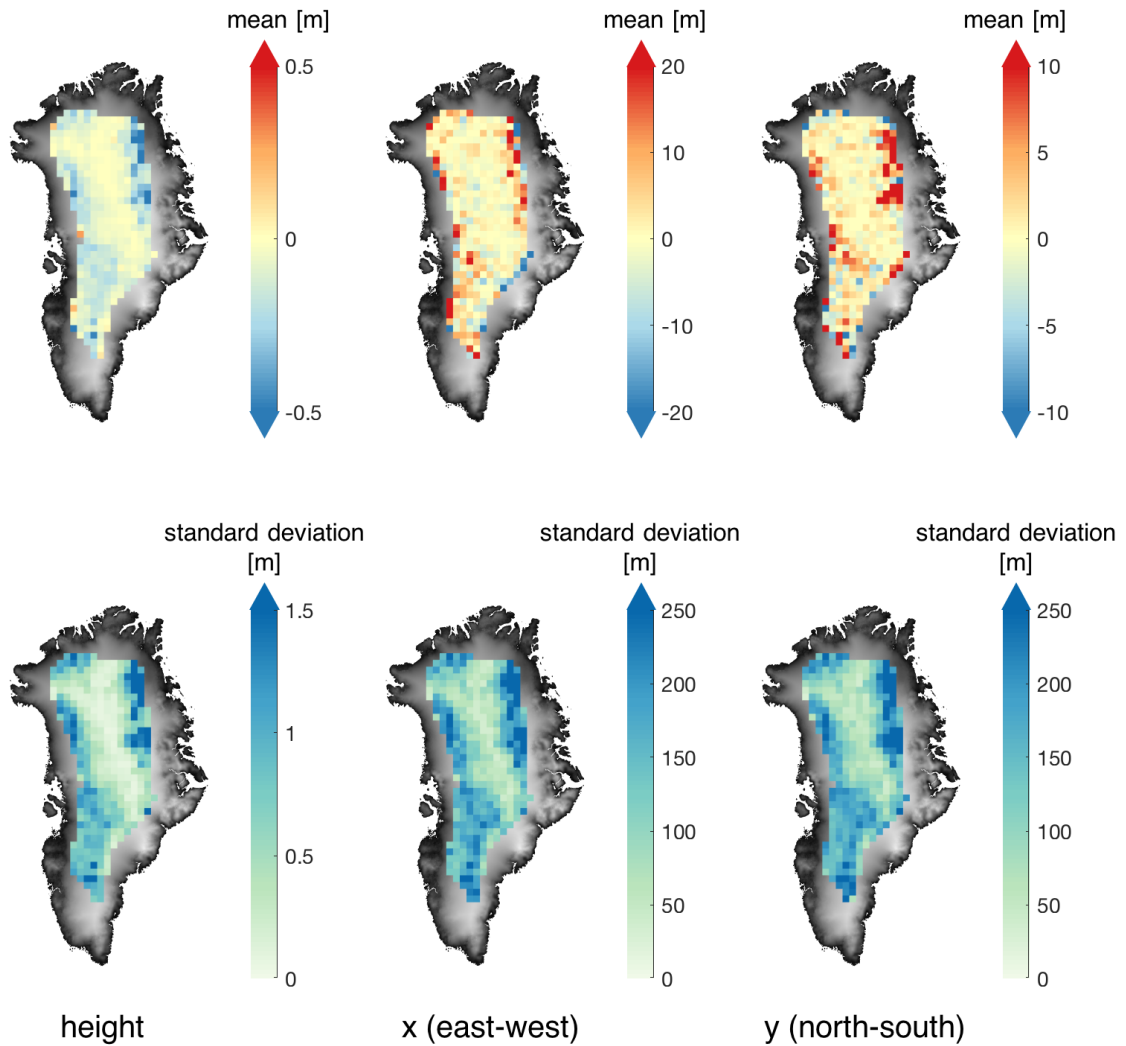 mean [m]
mean [m]
mean [m]
0.5
20
10
10
5
0
0
0
-10
-5
-0.5
-20
-10
standard deviation
[m]
standard deviation
[m]
standard deviation
[m]
1.5
250
250
200
200
1
150
150
100
100
0.5
50
50
0
0
0
height
x (east-west)
y (north-south)